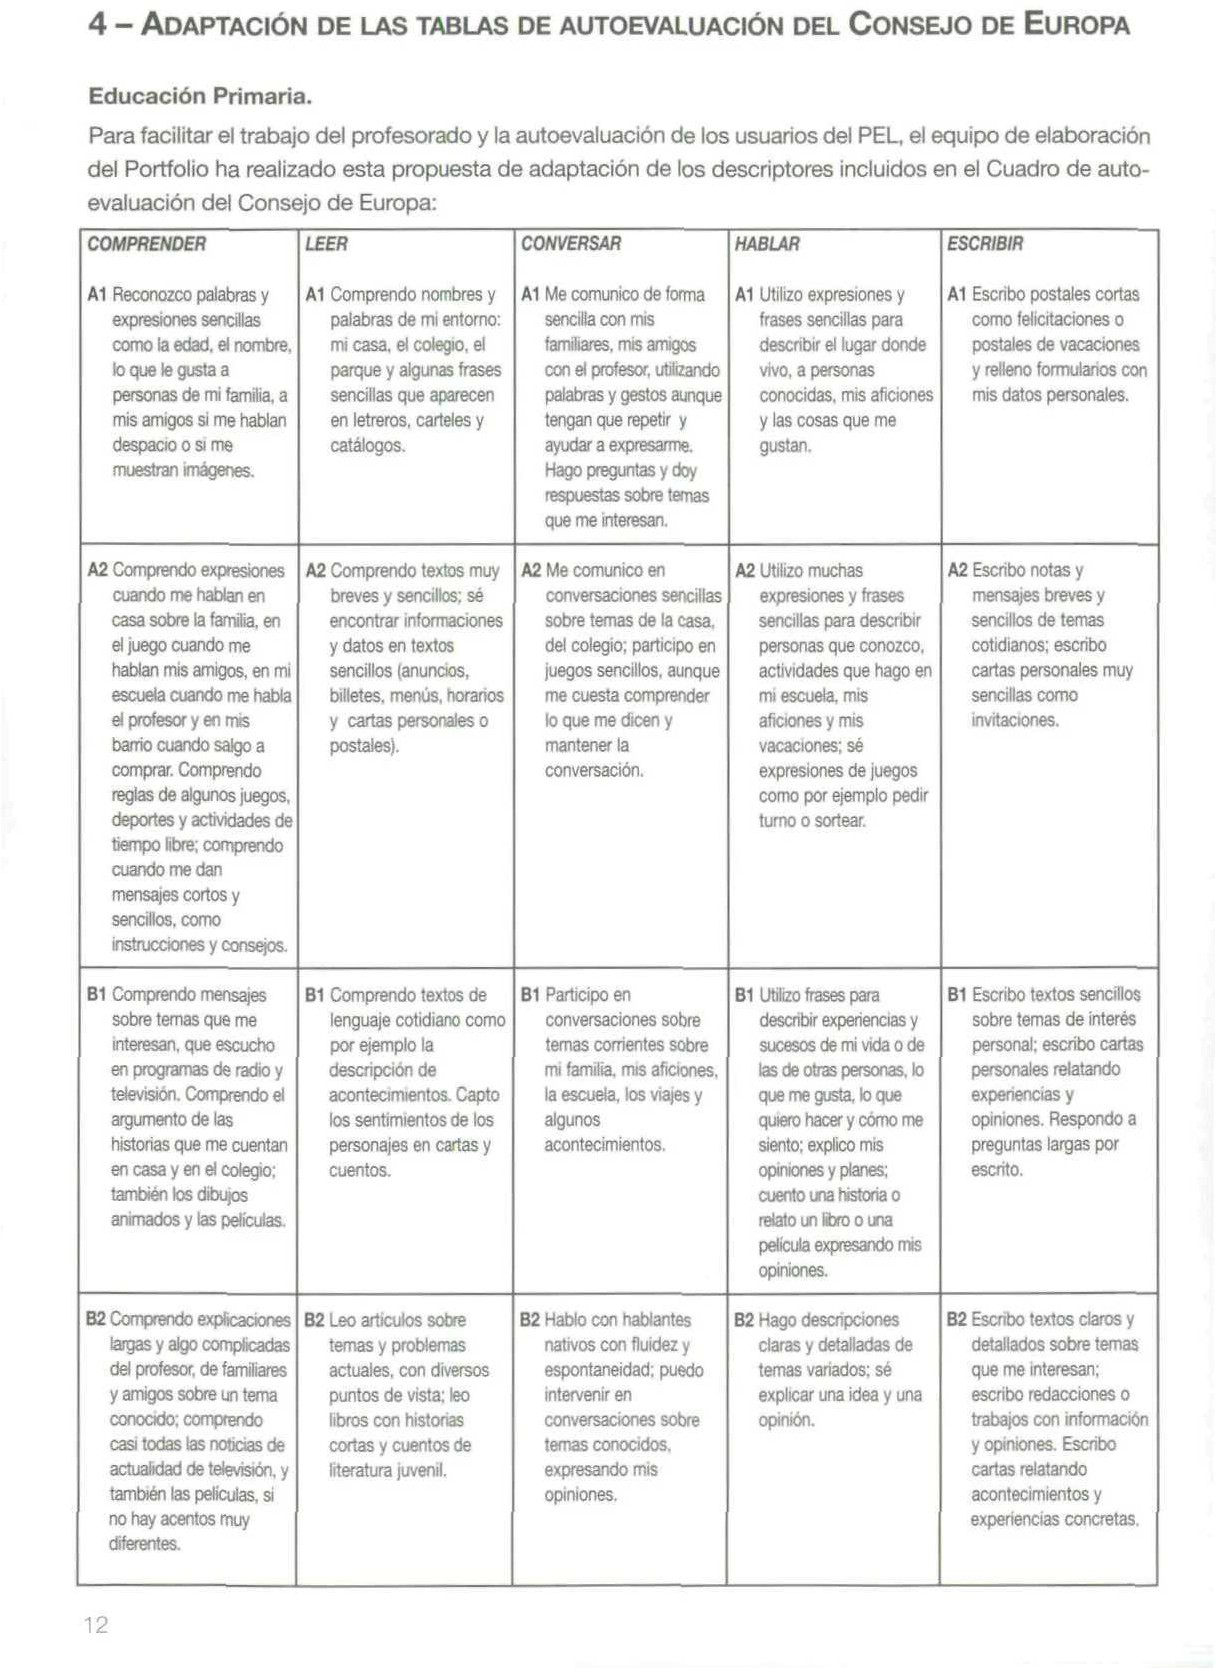 4 – ADAPTACIÓN DE LAS TABLAS DE AUTOEVALUACIÓN DEL CONSEJO DE EUROPA
Educación Primaria.
Para facilitar el trabajo del profesorado y la autoevaluación de los usuarios del PEL, el equipo de elaboración
del Portfolio ha realizado esta propuesta de adaptación de los descriptores incluidos en el Cuadro de auto-
evaluación del Consejo de Europa:
COMPRENDER
A1 Reconozco palabras y
expresiones sencillas
como la edad, el nombre,
lo que le gusta a
personas de mi familia, a
mis amigos si me hablan
despacio o si me
muestran imágenes.
LEER
A1 Comprendo nombres y
palabras de mi entorno:
mi casa, el colegio, el
parque y algunas frases
sencillas que aparecen
en letreros, carteles y
catálogos.
CONVERSAR
A1 Me comunico de forma
sencilla con mis
familiares, mis amigos
con el profesor, utilizando
palabras y gestos aunque
tengan que repetir y
ayudar a expresarme.
Hago preguntas y doy
respuestas sobre temas
que me interesan.
HABLAR
A1 Utilizo expresiones y
frases sencillas para
describir el lugar donde
vivo, a personas
conocidas, mis aficiones
y las cosas que me
gustan.
ESCRIBIR
A1 Escribo postales cortas
como felicitaciones o
postales de vacaciones
y relleno formularios con
mis datos personales.
A2 Comprendo expresiones
cuando me hablan en
casa sobre la familia, en
el juego cuando me
hablan mis amigos, en mi
escuela cuando me habla
el profesor y en mis
barrio cuando salgo a
comprar. Comprendo
reglas de algunos juegos,
deportes y actividades de
tiempo libre; comprendo
cuando me dan
mensajes cortos y
sencillos, como
instrucciones y consejos.
A2 Comprendo textos muy
breves y sencillos; sé
encontrar informaciones
y datos en textos
sencillos (anuncios,
billetes, menús, horarios
y cartas personales o
postales).
A2 Me comunico en
conversaciones sencillas
sobre temas de la casa,
del colegio; participo en
juegos sencillos, aunque
me cuesta comprender
lo que me dicen y
mantener la
conversación.
A2 Utilizo muchas
expresiones y frases
sencillas para describir
personas que conozco,
actividades que hago en
mi escuela, mis
aficiones y mis
vacaciones; sé
expresiones de juegos
como por ejemplo pedir
turno o sortear.
A2 Escribo notas y
mensajes breves y
sencillos de temas
cotidianos; escribo
cartas personales muy
sencillas como
invitaciones.
B1 Comprendo mensajes
sobre temas que me
interesan, que escucho
en programas de radio y
televisión. Comprendo el
argumento de las
historias que me cuentan
en casa y en el colegio;
también los dibujos
animados y las películas.
B1 Comprendo textos de
lenguaje cotidiano como
por ejemplo la
descripción de
acontecimientos. Capto
los sentimientos de los
personajes en cartas y
cuentos.
B1 Participo en
conversaciones sobre
temas corrientes sobre
mi familia, mis aficiones,
la escuela, los viajes y
algunos
acontecimientos.
B1 Utilizo frases para
describir experiencias y
sucesos de mi vida o de
las de otras personas, lo
que me gusta, lo que
quiero hacer y cómo me
siento; explico mis
opiniones y planes;
cuento una historia o
relato un libro o una
película expresando mis
opiniones.
B1 Escribo textos sencillos
sobre temas de interés
personal; escribo cartas
personales relatando
experiencias y
opiniones. Respondo a
preguntas largas por
escrito.
B2 Comprendo explicaciones
largas y algo complicadas
del profesor, de familiares
y amigos sobre un tema
conocido; comprendo
casi todas las noticias de
actualidad de televisión, y
también las películas, si
no hay acentos muy
diferentes.
B2 Leo artículos sobre
temas y problemas
actuales, con diversos
puntos de vista; leo
libros con historias
cortas y cuentos de
literatura juvenil.
B2 Hablo con hablantes
nativos con fluidez y
espontaneidad; puedo
intervenir en
conversaciones sobre
temas conocidos,
expresando mis
opiniones.
B2 Hago descripciones
claras y detalladas de
temas variados; sé
explicar una idea y una
opinión.
B2 Escribo textos claros y
detallados sobre temas
que me interesan;
escribo redacciones o
trabajos con información
y opiniones. Escribo
cartas relatando
acontecimientos y
experiencias concretas.
12